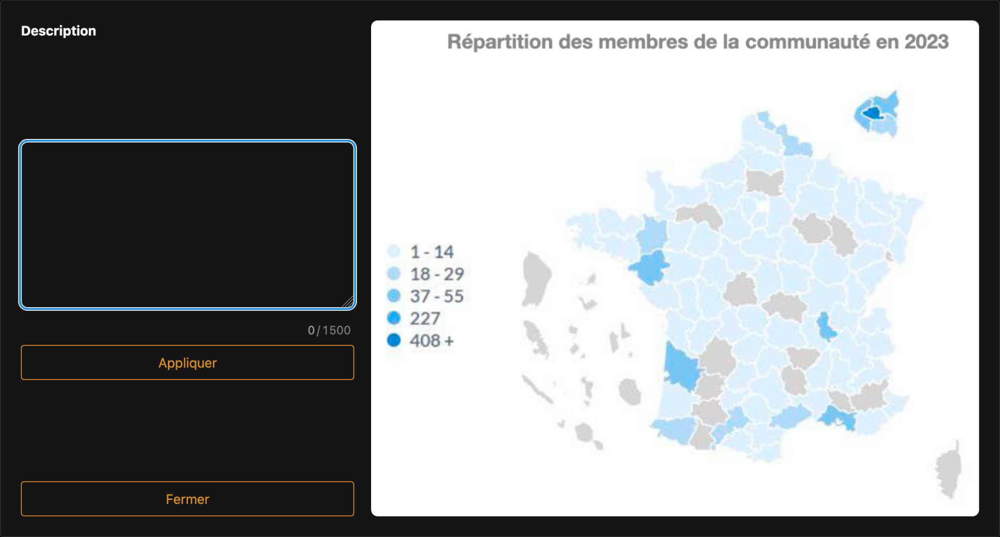 Description
0/1500
Appliquer
Fermer
Répartition des membres de la communauté en 2023
1 - 14
18 - 29
37 - 55
227
408 +